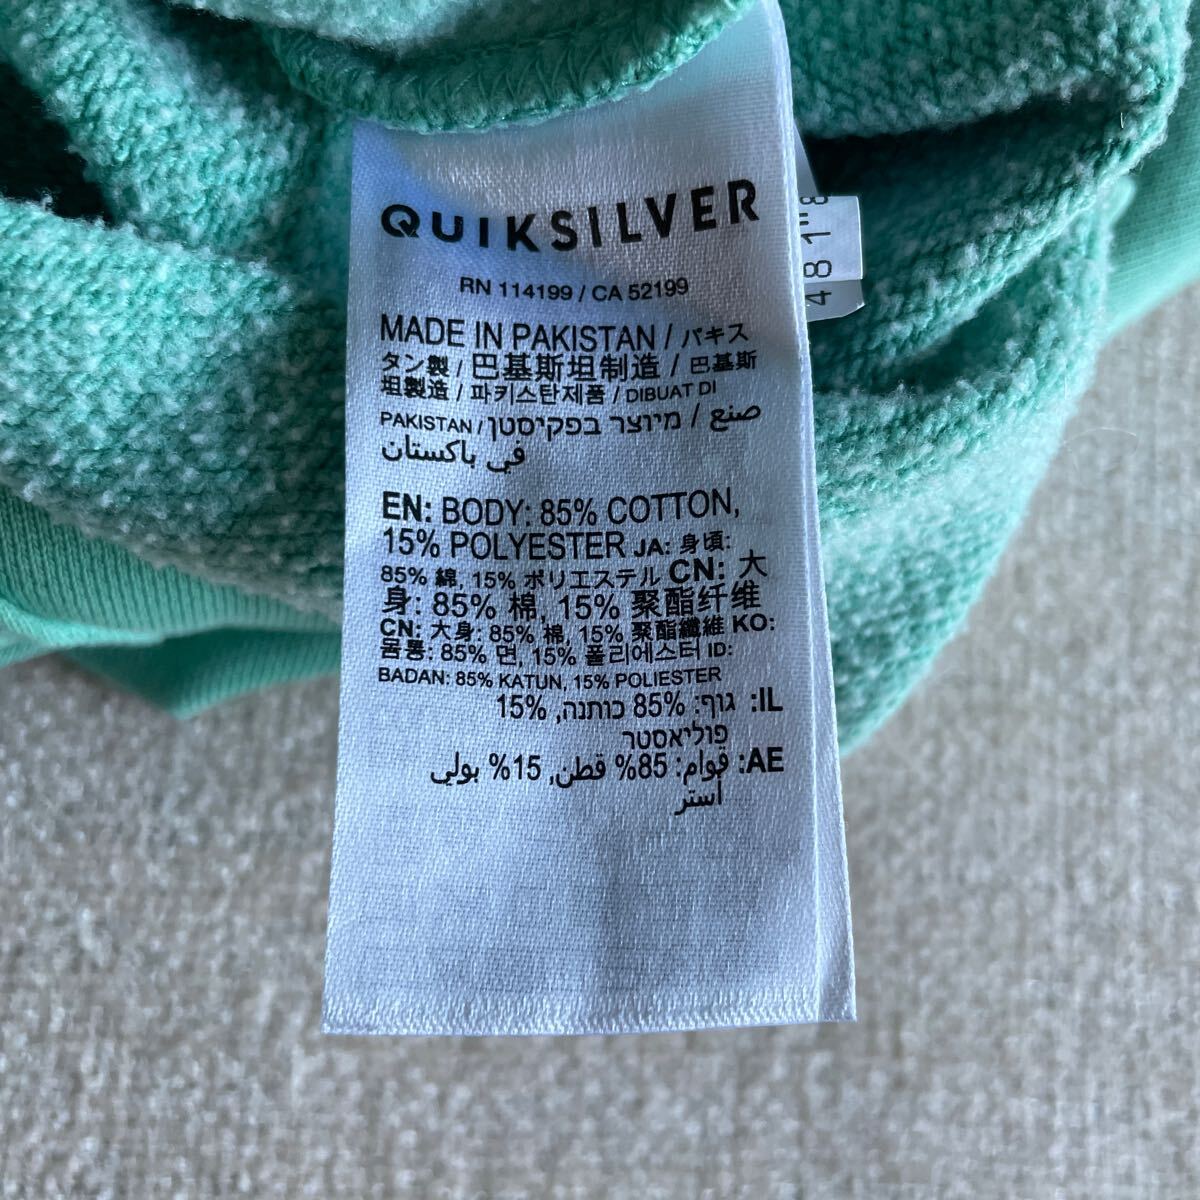 QUIKSILVER
RN 114199 / CA 52199
MADE IN PAKISTAN / パキス
タン製 / 巴基斯坦制造 / 巴基斯
坦製造 / 파키스탄제품 / DIBUAT DI
PAKISTAN / מיוצר בפקיסטן / صنع
في باكستان
EN: BODY: 85% COTTON,
15% POLYESTER JA: 身頃:
85% 綿, 15% ポリエステル CN: 大
身: 85% 棉, 15% 聚酯纤维
CN: 大身: 85% 棉, 15% 聚酯纖維 KO:
몸통: 85% 면, 15% 폴리에스터 ID:
BADAN: 85% KATUN, 15% POLIESTER
IL: גוף: 85% כותנה, 15%
פוליאסטר
AE: قوام: 85% قطن, 15% بولي
أستر
4 81"8